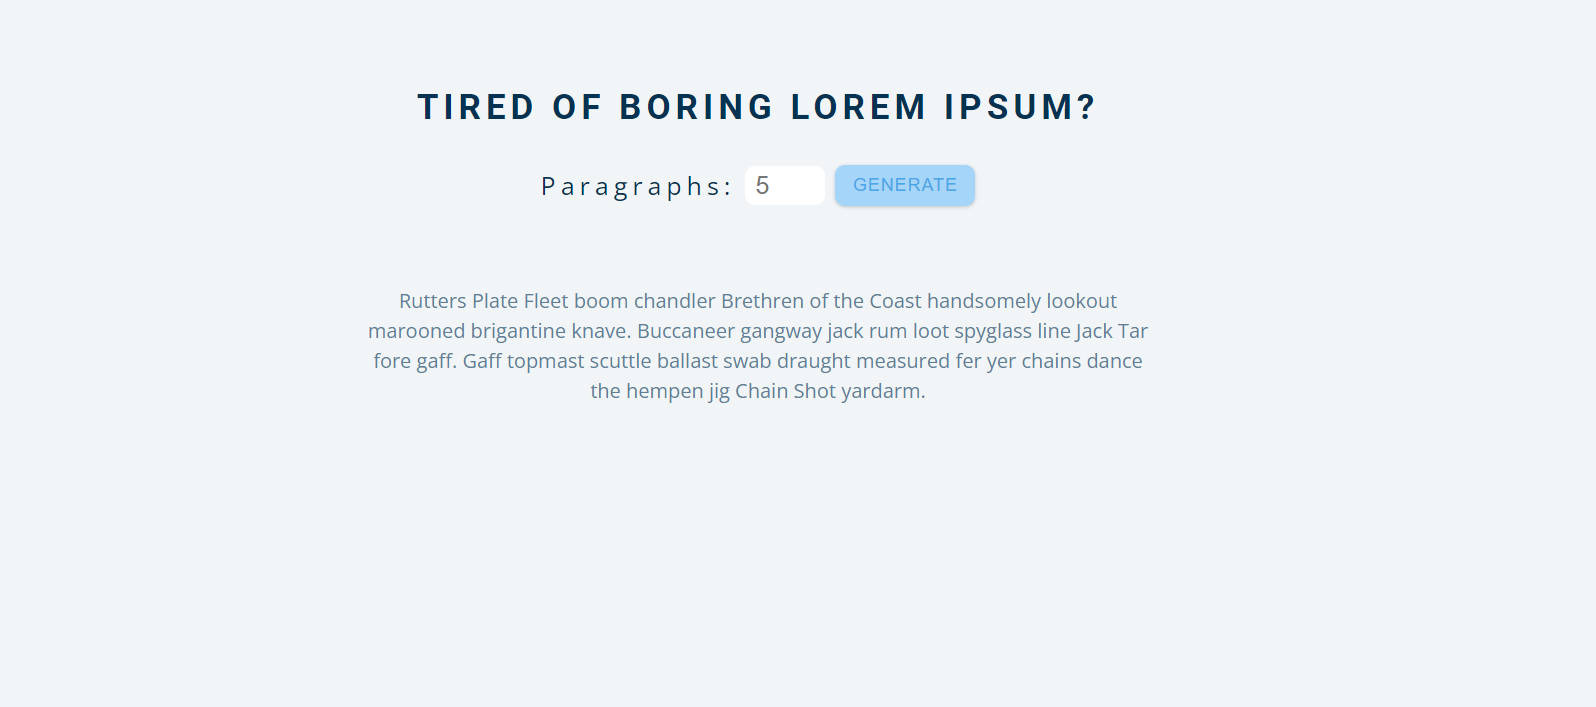 TIRED OF BORING LOREM IPSUM?
Paragraphs: 5 GENERATE
Rutters Plate Fleet boom chandler Brethren of the Coast handsomely lookout
marooned brigantine knave. Buccaneer gangway jack rum loot spyglass line Jack Tar
fore gaff. Gaff topmast scuttle ballast swab draught measured fer yer chains dance
the hempen jig Chain Shot yardarm.